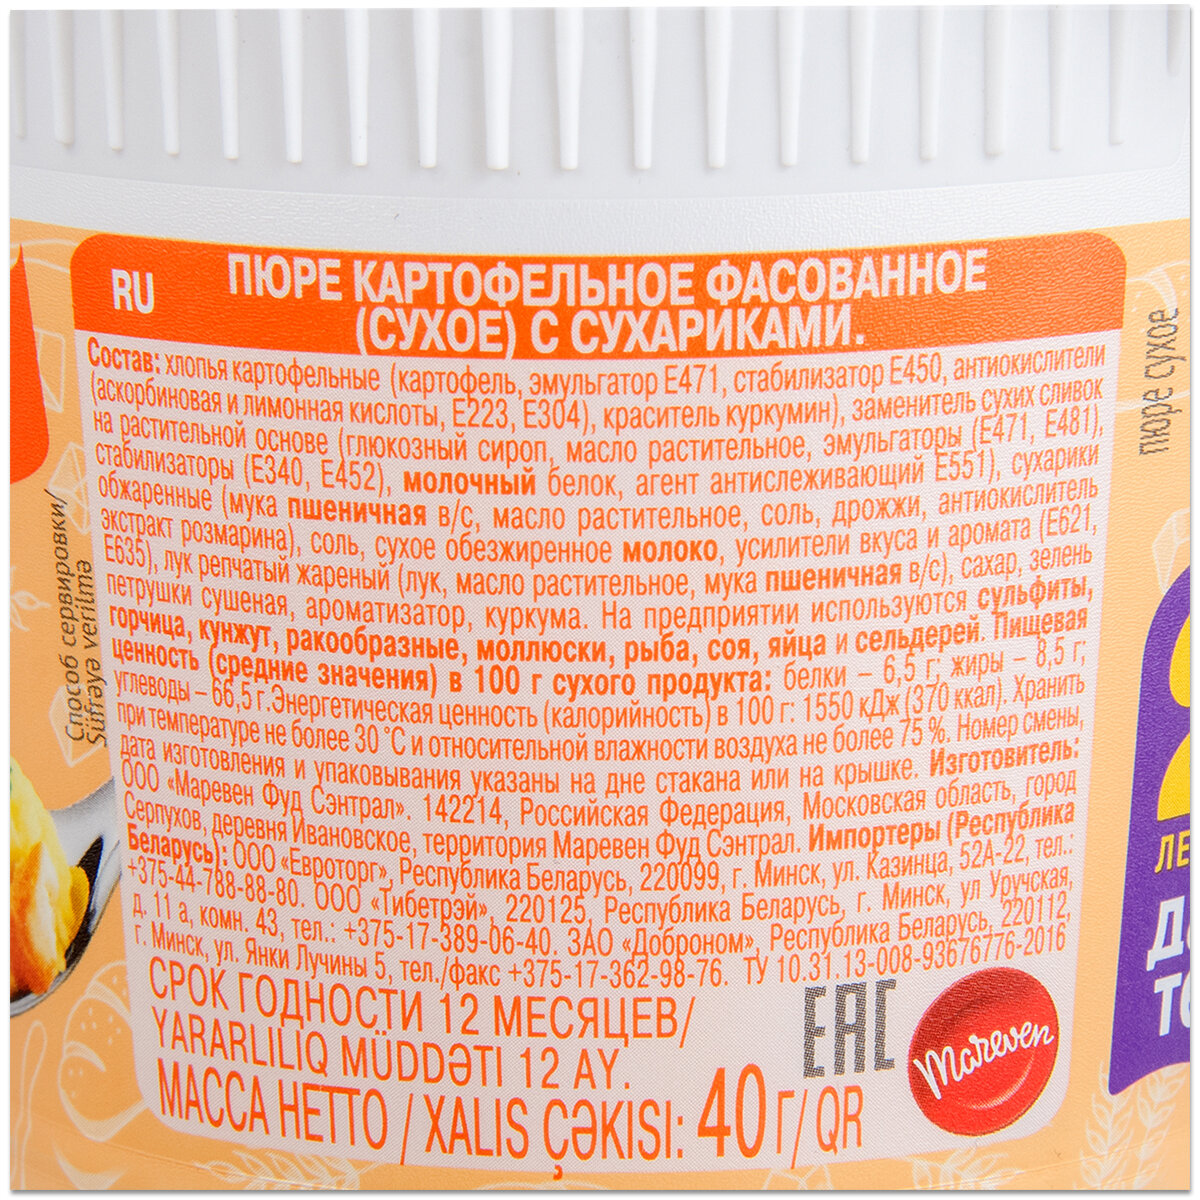 RU
ПЮРЕ КАРТОФЕЛЬНОЕ ФАСОВАННОЕ
(СУХОЕ) С СУХАРИКАМИ.
Состав: хлопья картофельные (картофель, эмульгатор Е471, стабилизатор Е450, антиокислители
(аскорбиновая и лимонная кислоты, Е223, Е304), краситель куркумин), заменитель сухих сливок
на растительной основе (глюкозный сироп, масло растительное, эмульгаторы (Е471, Е481),
стабилизаторы (Е340, Е452), молочный белок, агент антислеживающий Е551), сухарики
обжаренные (мука пшеничная в/с, масло растительное, соль, дрожжи, антиокислитель
экстракт розмарина), соль, сухое обезжиренное молоко, усилители вкуса и аромата (Е621,
Е635), лук репчатый жареный (лук, масло растительное, мука пшеничная в/с), сахар, зелень
петрушки сушеная, ароматизатор, куркума. На предприятии используются сульфиты,
горчица, кунжут, ракообразные, моллюски, рыба, соя, яйца и сельдерей. Пищевая
ценность (средние значения) в 100 г сухого продукта: белки – 6,5 г; жиры – 8,5 г;
углеводы – 66,5 г. Энергетическая ценность (калорийность) в 100 г: 1550 кДж (370 ккал). Хранить
при температуре не более 30 °С и относительной влажности воздуха не более 75 %. Номер смены,
дата изготовления и упаковывания указаны на дне стакана или на крышке. Изготовитель:
ООО «Маревен Фуд Сэнтрал». 142214, Российская Федерация, Московская область, город
Серпухов, деревня Ивановское, территория Маревен Фуд Сэнтрал. Импортеры (Республика
Беларусь): ООО «Евроторг», Республика Беларусь, 220099, г. Минск, ул. Казинца, 52А-22, тел.:
+375-44-788-88-80. ООО "Тибетрэй», 220125, Республика Беларусь, г. Минск, ул Уручская,
д. 11 а, комн. 43, тел.: +375-17-389-06-40. ЗАО «Доброном», Республика Беларусь, 220112,
г. Минск, ул. Янки Лучины 5, тел./факс +375-17-362-98-76. ТУ 10.31.13-008-93676776-2016
СРОК ГОДНОСТИ 12 МЕСЯЦЕВ/
YARARLILIQ MÜDDƏTİ 12 AY.
МАССА НЕТТО / XALIS ÇƏKISI: 40 Г/ QR
EAC
Mareven
Способ сервировки/
Süfrəyə verilmə
пюре сухое
ЛЕ